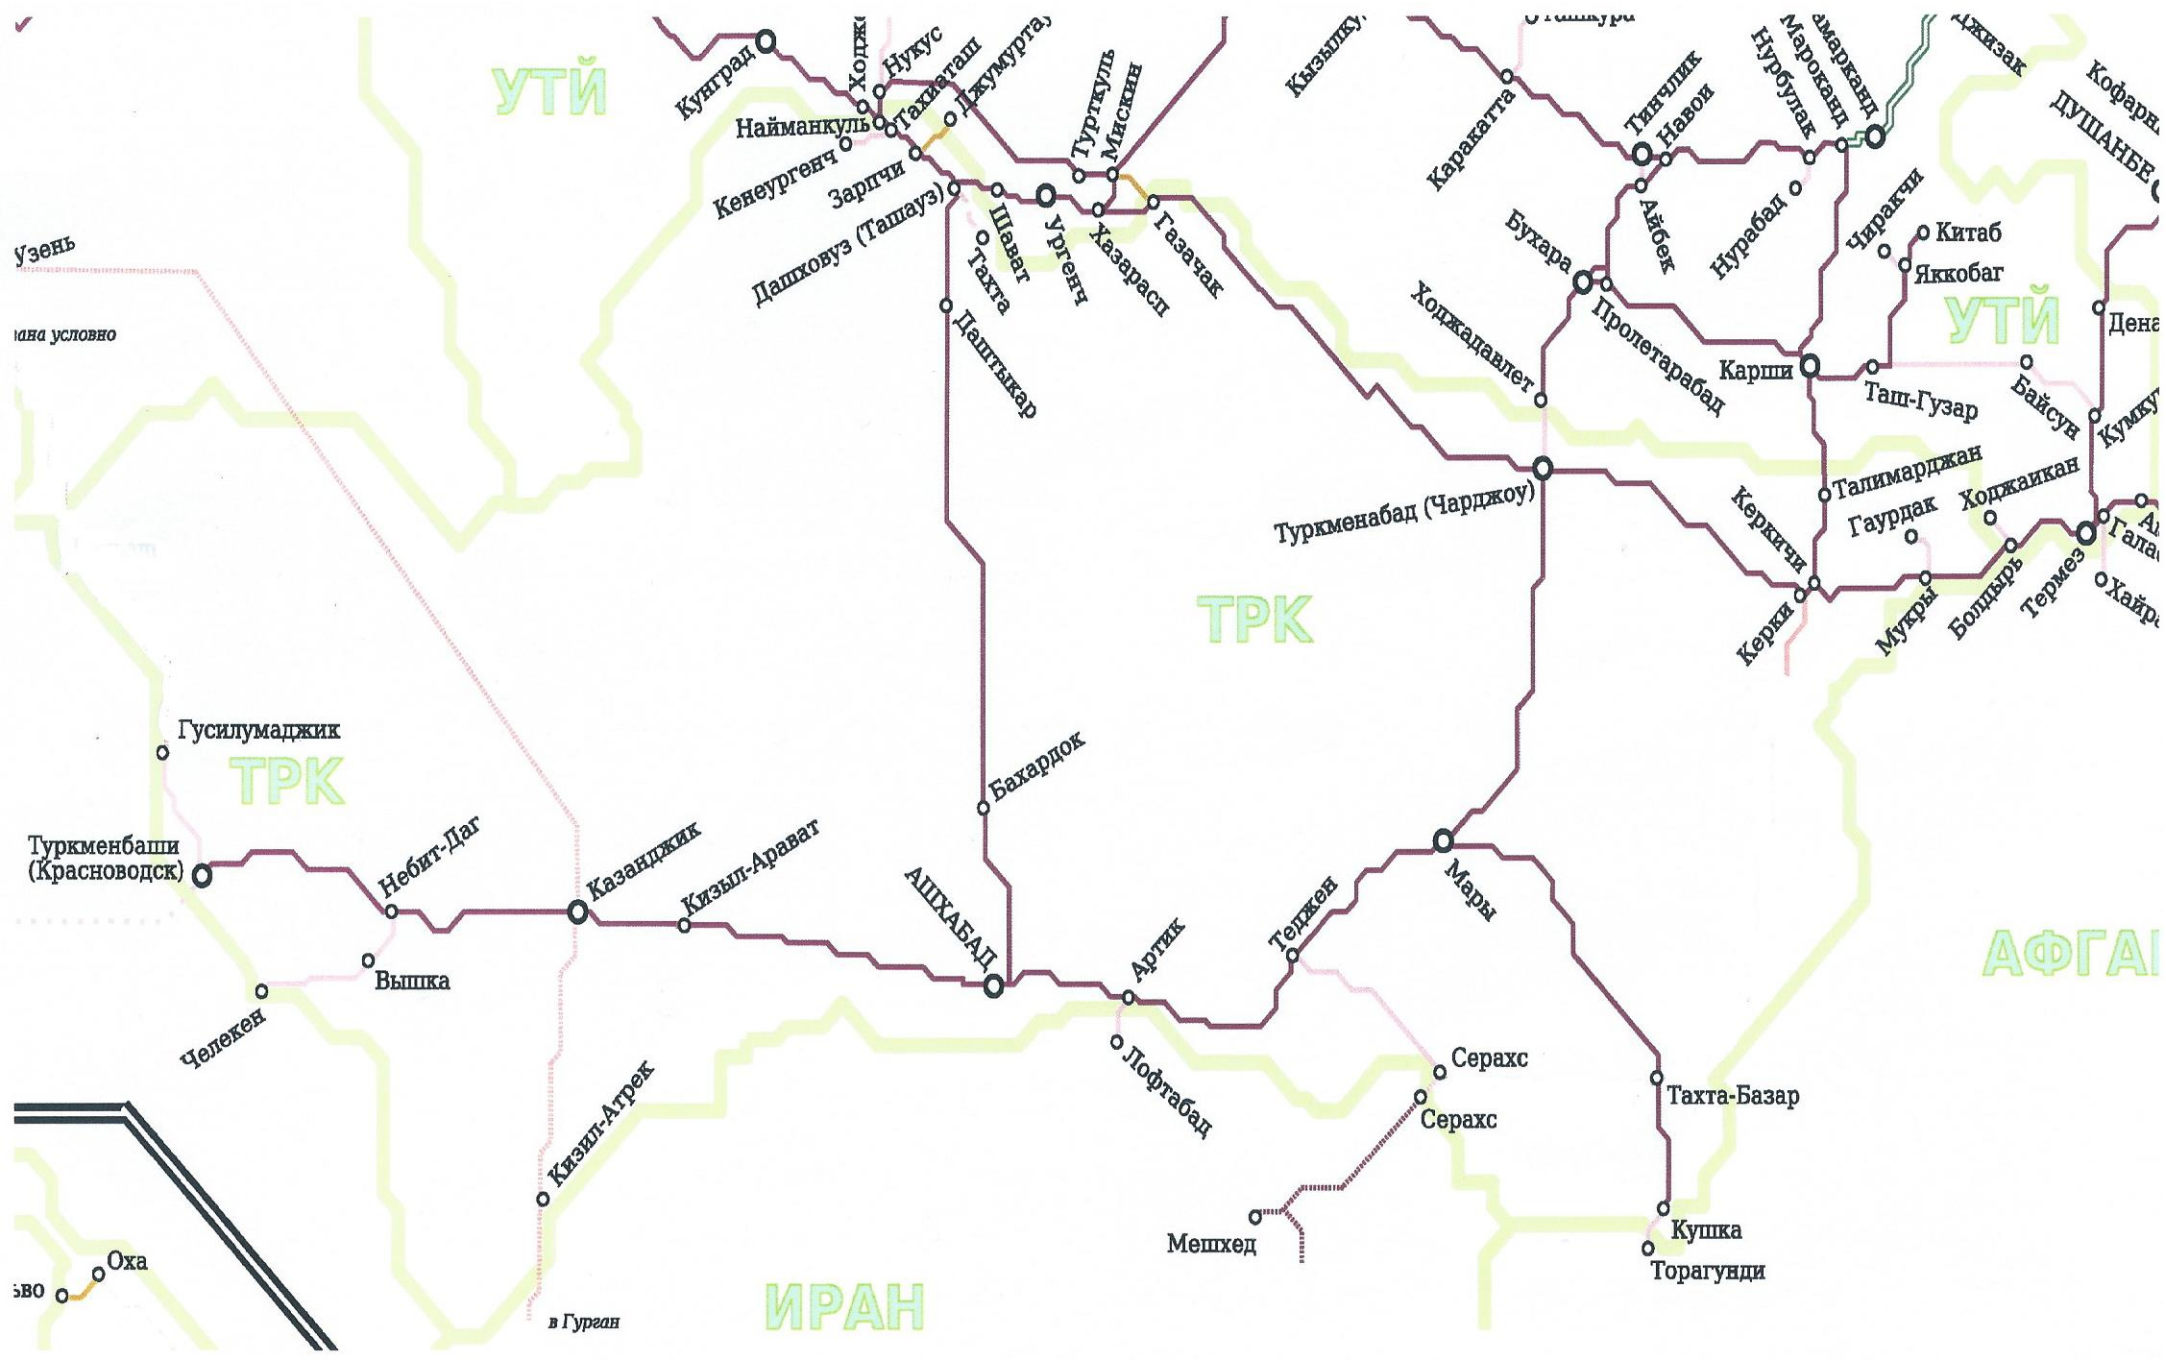 УТЙ
Кунград
Нукус
Тахиаташ
Найманкуль
Кенеургенч
Зарпчи
Дашховуз (Ташауз)
Тахта
Шават
Ургенч
Хазарасп
Газачак
Турткуль
Мискин
Даштыкар
Каракатта
Тинчлик
Навои
Нурбулак
Мароканд
Джизак
ДУШАНБЕ
Айбек
Нурабад
Чиракчи
Китаб
Яккобаг
УТЙ
Бухара
Пролетарабад
Ходжадавлет
Карши
Таш-Гузар
Байсун
Талимарджан
Гаурдак
Ходжаикан
Керкичи
Керки
Мукры
Болдырь
Термез
Туркменабад (Чарджоу)
ТРК
Узень
условно
Гусилумаджик
ТРК
Туркменбаши
(Красноводск)
Небит-Даг
Вышка
Челекен
Казанджик
Кизыл-Арават
Бахардок
АШХАБАД
Артик
Лофтабад
Теджен
Мары
Серахс
Серахс
Мешхед
Тахта-Базар
Кушка
Торагунди
Кизил-Атрек
в Гурган
ИРАН
Оха